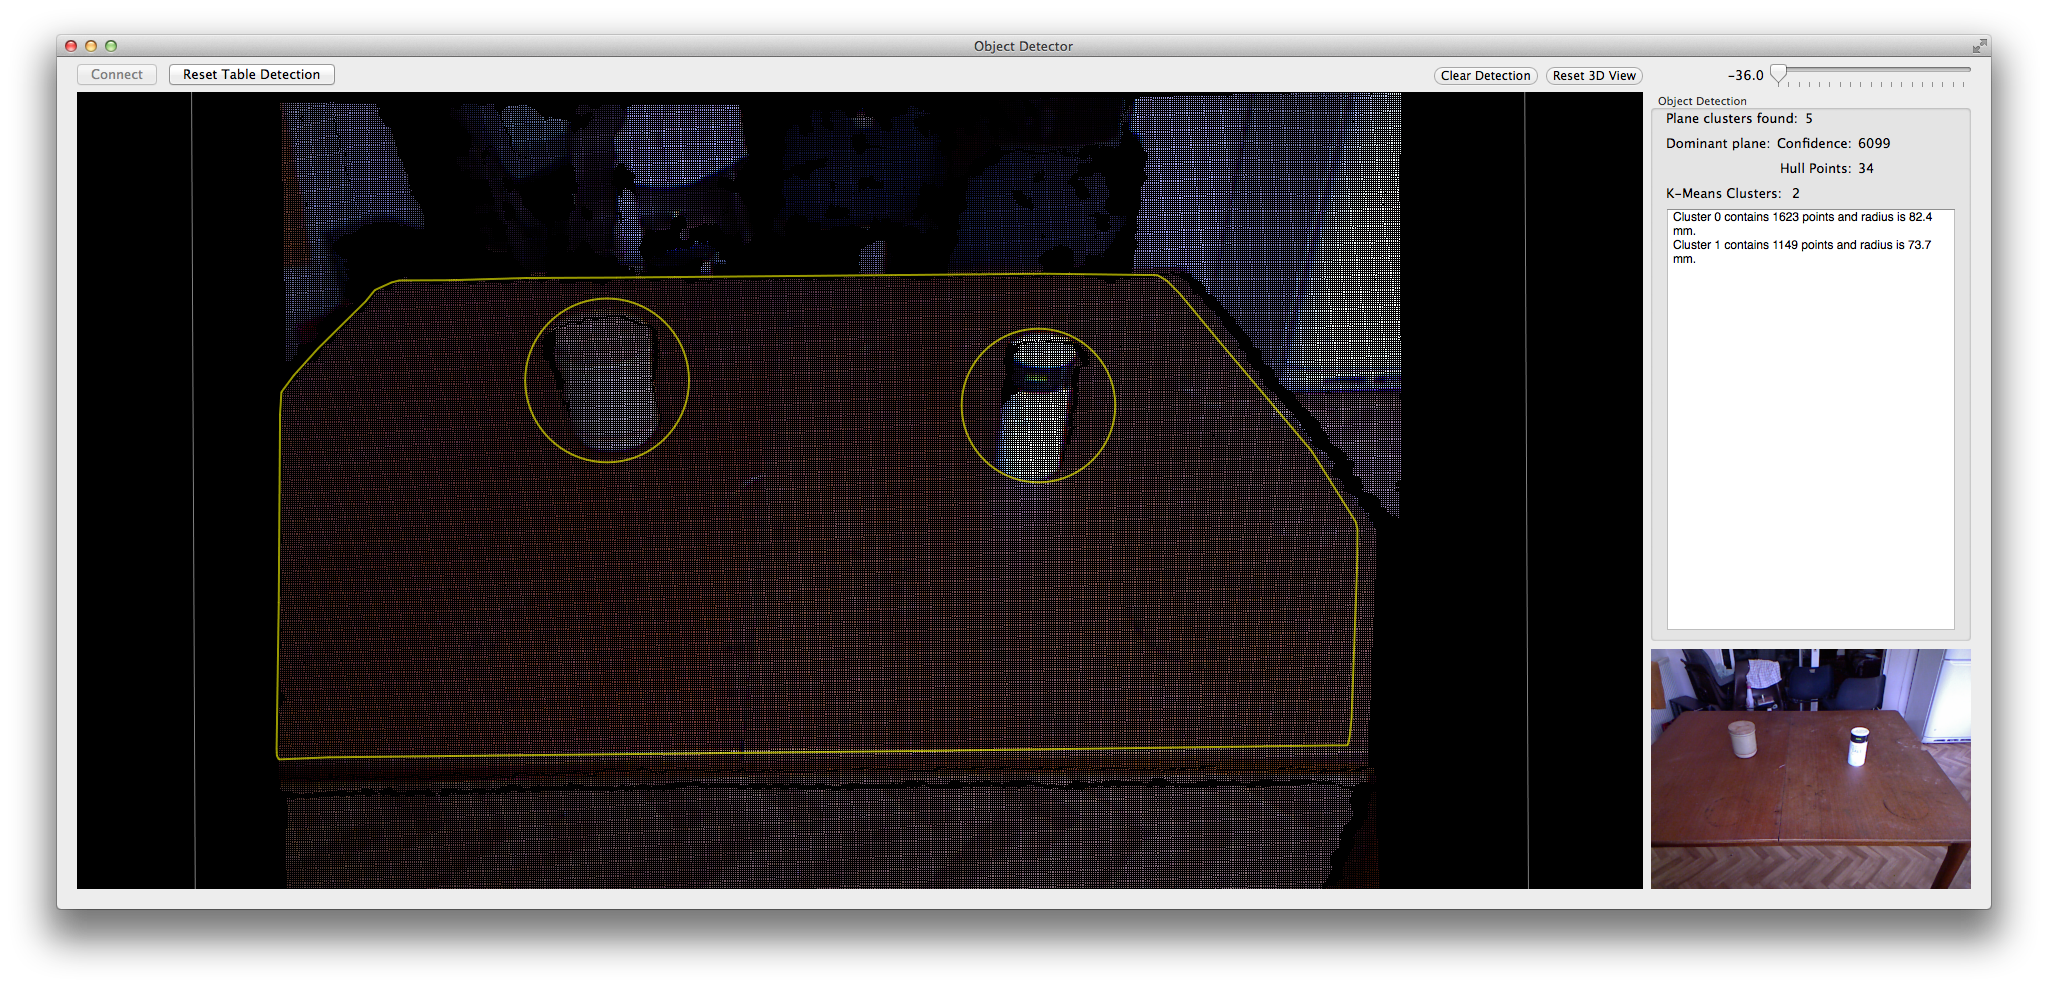 Object Detector
Connect
Reset Table Detection
Clear Detection
Reset 3D View
-36.0
Object Detection
Plane clusters found: 5
Dominant plane: Confidence: 6099
Hull Points: 34
K-Means Clusters: 2
Cluster 0 contains 1623 points and radius is 82.4
mm.
Cluster 1 contains 1149 points and radius is 73.7
mm.